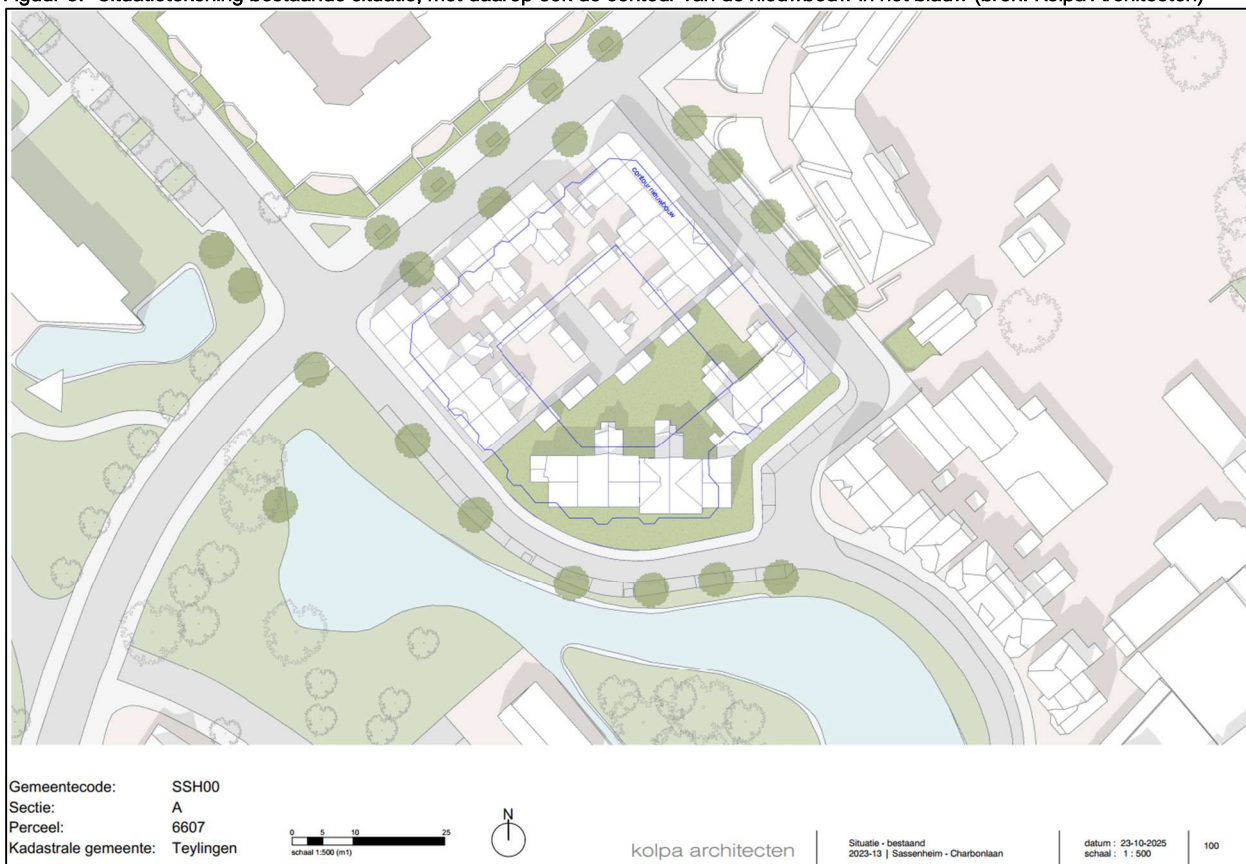 Figuur 3: Situatietekening bestaande situatie, met daarop ook de contour van de nieuwbouw in het blauw (bron: Kolpa Architecten)
contour nieuwbouw
Gemeentecode: SSH00
Sectie: A
Perceel: 6607
Kadastrale gemeente: Teylingen
0 5 10 25
schaal 1:500 (m1)
N
kolpa architecten
Situatie - bestaand
2023-13 | Sassenheim - Charbonlaan
datum : 23-10-2025
schaal : 1 : 500
100